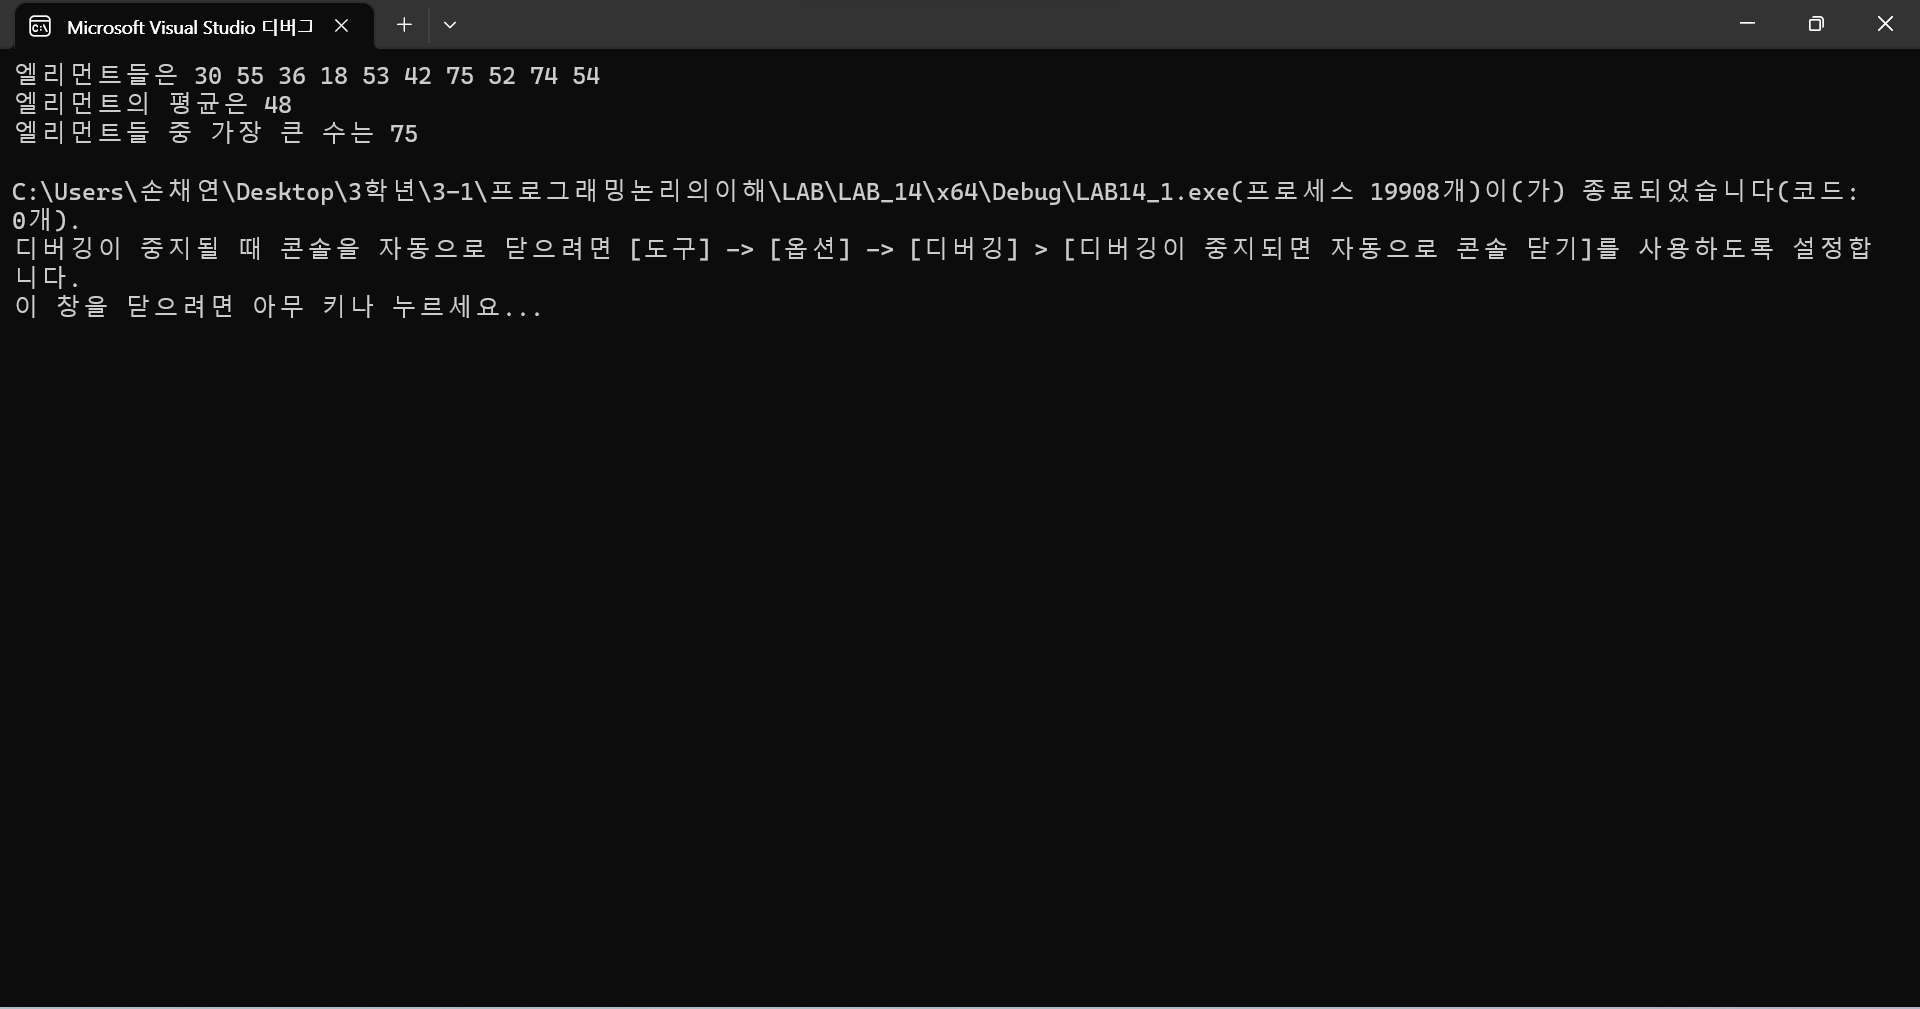 Microsoft Visual Studio 디버그
엘리먼트들은 30 55 36 18 53 42 75 52 74 54
엘리먼트의 평균은 48
엘리먼트들 중 가장 큰 수는 75
C:\Users\손채연\Desktop\3학년\3-1\프로그래밍논리의이해\LAB\LAB_14\x64\Debug\LAB14_1.exe(프로세스 19908개)이(가) 종료되었습니다(코드:
0개).
디버깅이 중지될 때 콘솔을 자동으로 닫으려면 [도구] -> [옵션] -> [디버깅] > [디버깅이 중지되면 자동으로 콘솔 닫기]를 사용하도록 설정합
니다.
이 창을 닫으려면 아무 키나 누르세요...